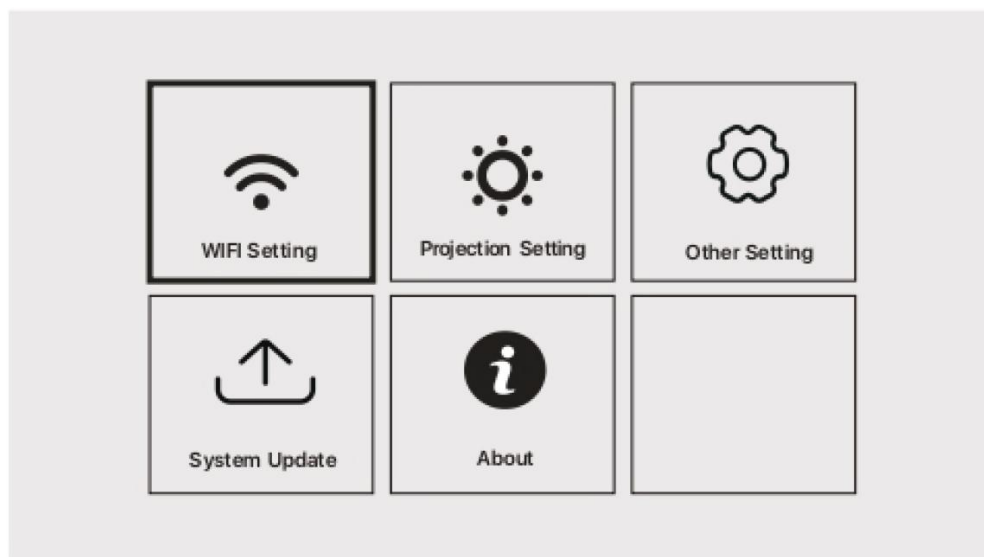 WIFI Setting
Projection Setting
Other Setting
System Update
About